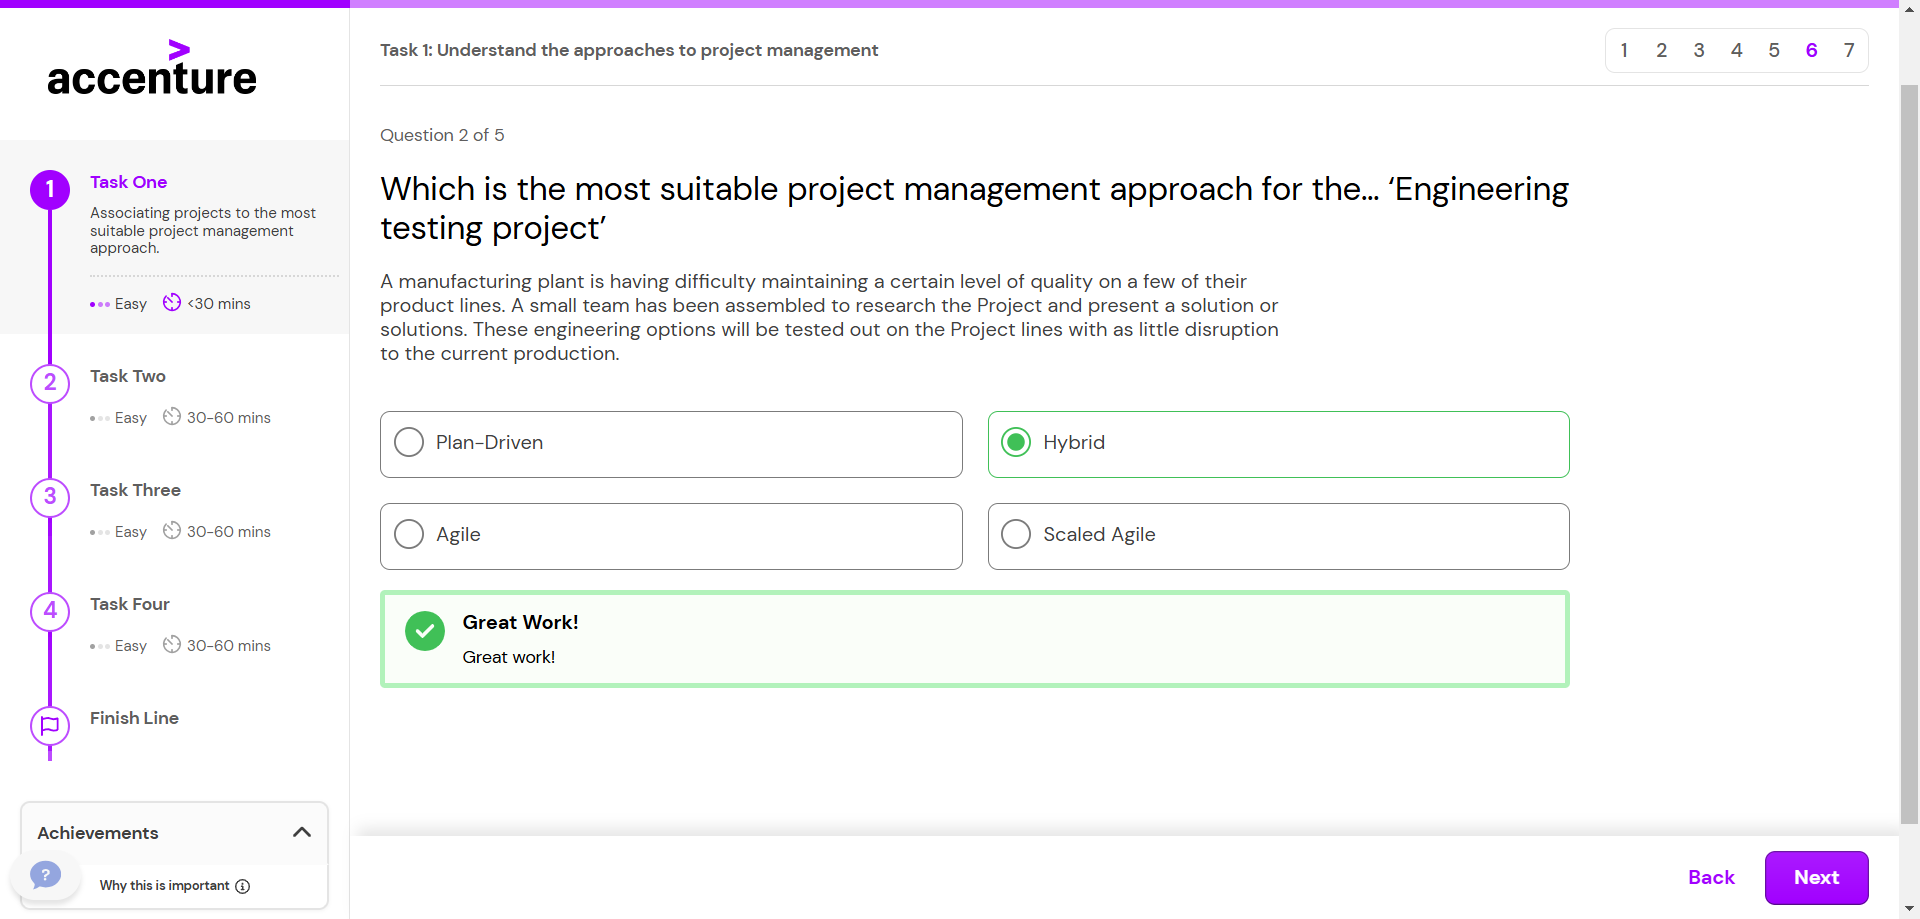 accenture
Task 1: Understand the approaches to project management
1 2 3 4 5 6 7
1
Task One
Associating projects to the most
suitable project management
approach.
Easy <30 mins
2
Task Two
Easy 30-60 mins
3
Task Three
Easy 30-60 mins
4
Task Four
Easy 30-60 mins
Finish Line
Achievements
?
Why this is important
Question 2 of 5
Which is the most suitable project management approach for the... ‘Engineering
testing project’
A manufacturing plant is having difficulty maintaining a certain level of quality on a few of their
product lines. A small team has been assembled to research the Project and present a solution or
solutions. These engineering options will be tested out on the Project lines with as little disruption
to the current production.
Plan-Driven
Hybrid
Agile
Scaled Agile
Great Work!
Great work!
Back
Next